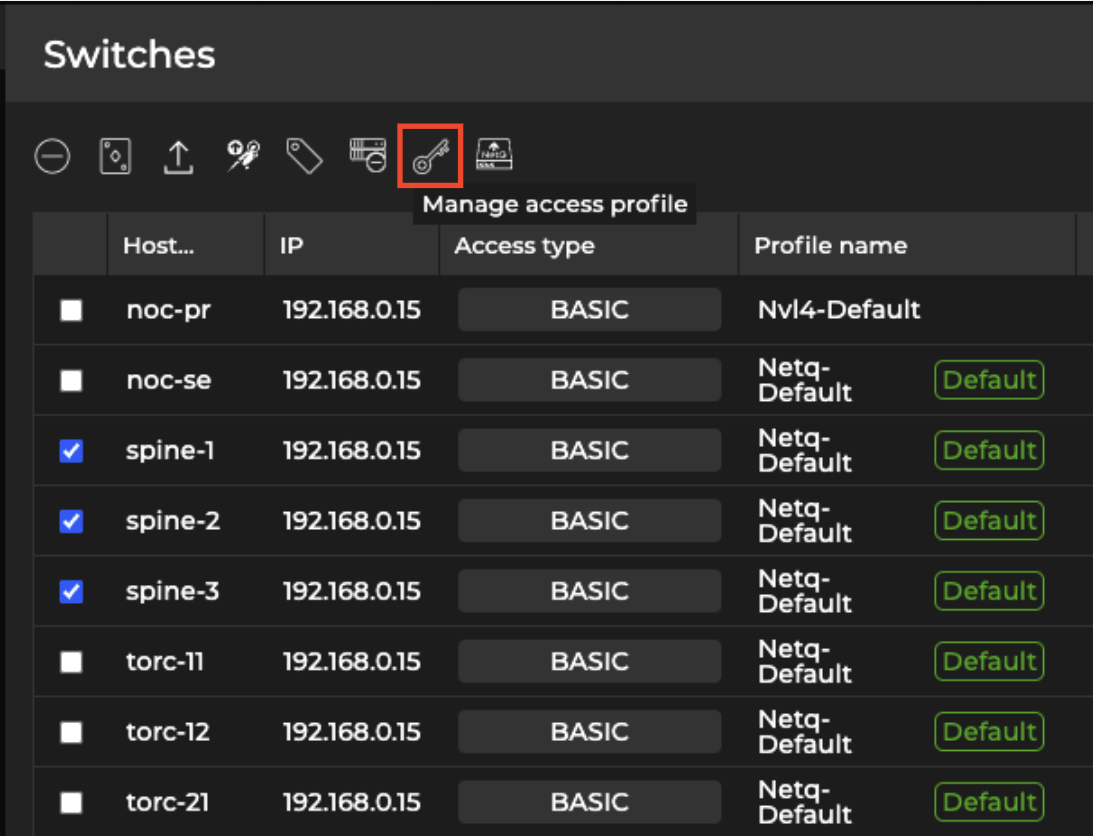 Switches
NetQ
Manage access profile
Host... IP Access type Profile name
noc-pr 192.168.0.15 BASIC Nvl4-Default
noc-se 192.168.0.15 BASIC Netq-
Default Default
spine-1 192.168.0.15 BASIC Netq-
Default Default
spine-2 192.168.0.15 BASIC Netq-
Default Default
spine-3 192.168.0.15 BASIC Netq-
Default Default
torc-11 192.168.0.15 BASIC Netq-
Default Default
torc-12 192.168.0.15 BASIC Netq-
Default Default
torc-21 192.168.0.15 BASIC Netq-
Default Default